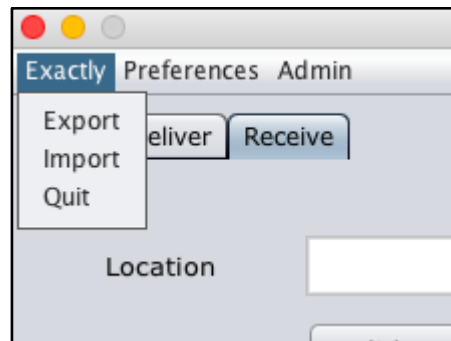 Exactly Preferences Admin
Export
Import
Quit
eliver Receive
Location